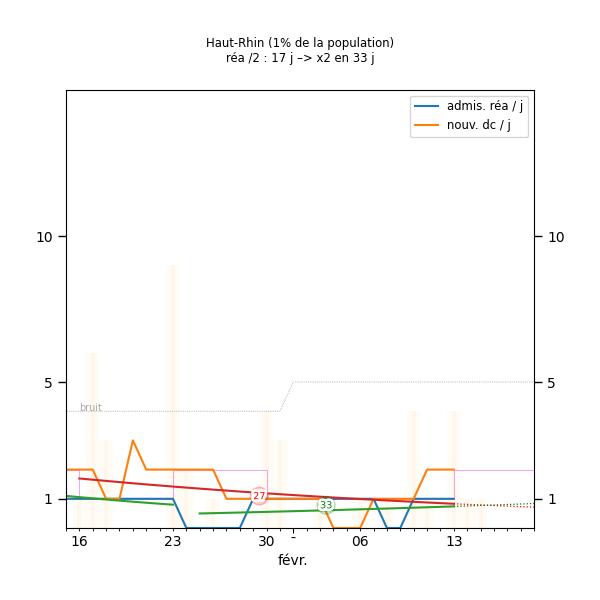 Haut-Rhin (1% de la population)
réa /2 : 17 j –> x2 en 33 j
admis. réa / j
nouv. dc / j
10
10
5
5
bruit
27
33
1
1
16
23
30
-
06
13
févr.